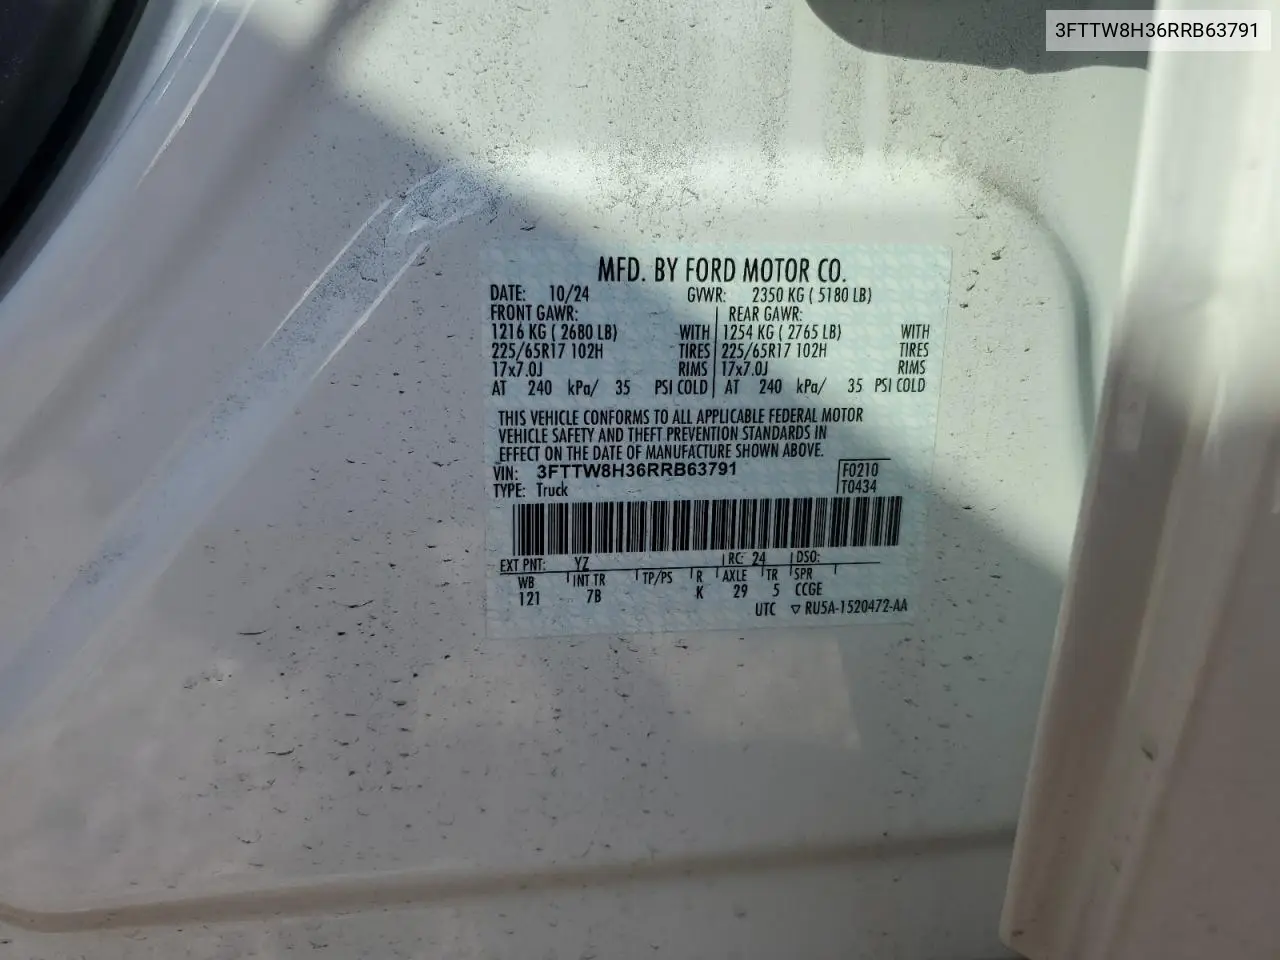 3FTTW8H36RRB63791
MFD. BY FORD MOTOR CO.
DATE: 10/24 GVWR: 2350 KG ( 5180 LB)
FRONT GAWR: REAR GAWR:
1216 KG ( 2680 LB) WITH 1254 KG ( 2765 LB) WITH
225/65R17 102H TIRES 225/65R17 102H TIRES
17x7.0J RIMS 17x7.0J RIMS
AT 240 kPa/ 35 PSI COLD AT 240 kPa/ 35 PSI COLD
THIS VEHICLE CONFORMS TO ALL APPLICABLE FEDERAL MOTOR
VEHICLE SAFETY AND THEFT PREVENTION STANDARDS IN
EFFECT ON THE DATE OF MANUFACTURE SHOWN ABOVE.
VIN: 3FTTW8H36RRB63791 F0210
TYPE: Truck T0434
EXT PNT: YZ RC: 24 DSO:
WB INT TR TP/PS R AXLE TR SPR
121 7B K 29 5 CCGE
UTC ▽ RU5A-1520472-AA